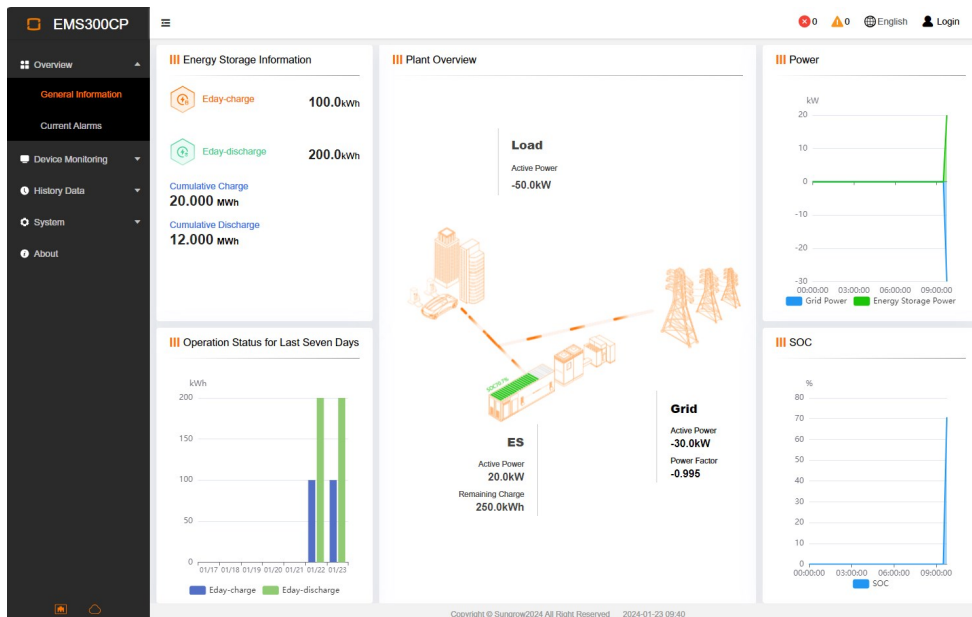 EMS300CP
0
0
English
Login
Overview
General Information
Current Alarms
Device Monitoring
History Data
System
About
Energy Storage Information
Eday-charge
100.0kWh
Eday-discharge
200.0kWh
Cumulative Charge
20.000 MWh
Cumulative Discharge
12.000 MWh
Plant Overview
Load
Active Power
-50.0kW
ES
Active Power
20.0kW
Remaining Charge
250.0kWh
Grid
Active Power
-30.0kW
Power Factor
-0.995
Power
kW
20
10
0
-10
-20
-30
00:00:00 03:00:00 06:00:00 09:00:00
Grid Power Energy Storage Power
Operation Status for Last Seven Days
kWh
200
150
100
50
0
01/17 01/18 01/19 01/20 01/21 01/22 01/23
Eday-charge Eday-discharge
SOC
%
80
70
60
50
40
30
20
10
0
00:00:00 03:00:00 06:00:00 09:00:00
SOC
Copyright © Sungrow2024 All Right Reserved 2024-01-23 09:40